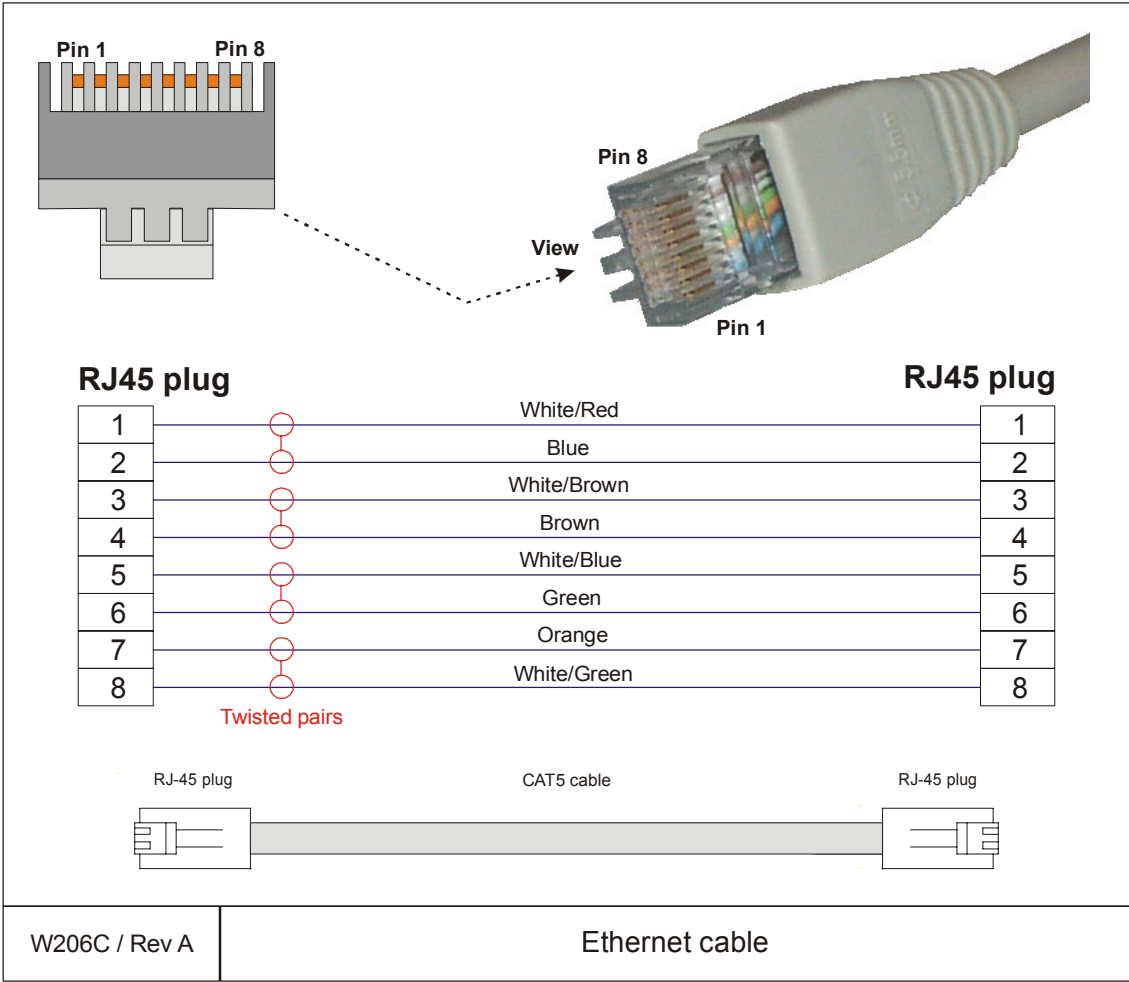 Pin 1
Pin 8
Pin 8
View
Pin 1
RJ45 plug
RJ45 plug
1 White/Red 1
2 Blue 2
3 White/Brown 3
4 Brown 4
5 White/Blue 5
6 Green 6
7 Orange 7
8 White/Green 8
Twisted pairs
RJ-45 plug
CAT5 cable
RJ-45 plug
W206C / Rev A
Ethernet cable